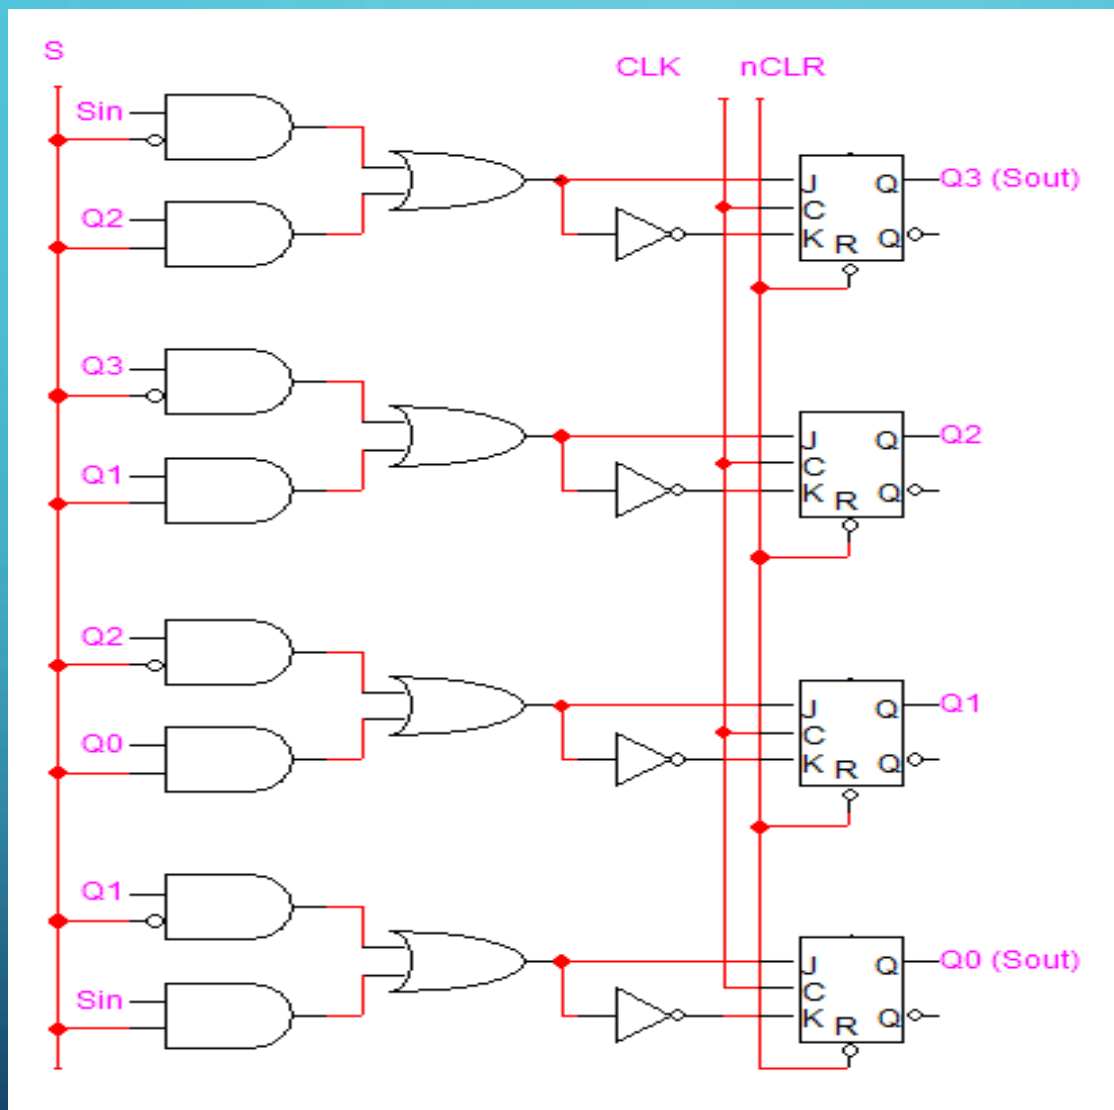 S
CLK nCLR
Sin
Q2
J Q
C
K R Q
Q3 (Sout)
Q3
Q1
J Q
C
K R Q
Q2
Q2
Q0
J Q
C
K R Q
Q1
Q1
Sin
J Q
C
K R Q
Q0 (Sout)